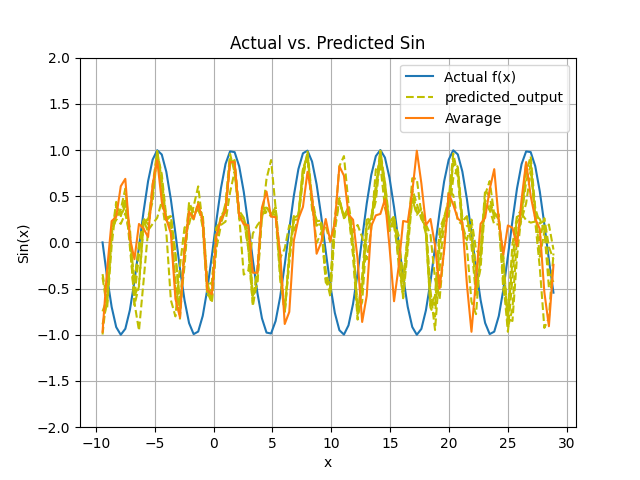 Actual vs. Predicted Sin
Actual f(x)
predicted_output
Avarage
2.0
1.5
1.0
0.5
0.0
−0.5
−1.0
−1.5
−2.0
Sin(x)
−10 −5 0 5 10 15 20 25 30
x